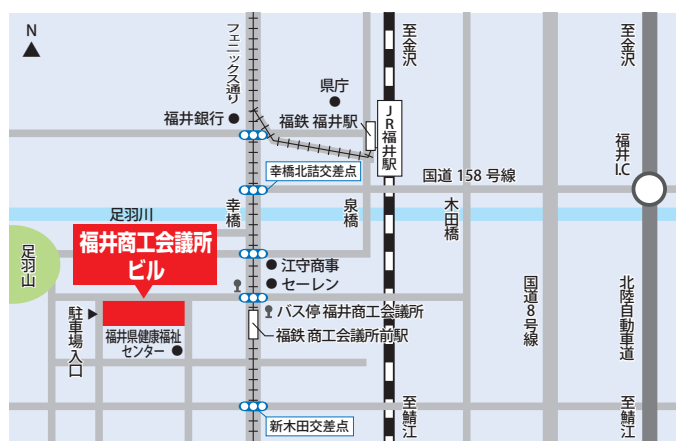 N
フェニックス通り
至金沢
至金沢
県庁
福井銀行
福鉄 福井駅
JR福井駅
福井I.C
幸橋北詰交差点
国道 158 号線
足羽川
幸橋
泉橋
木田橋
足羽山
福井商工会議所
ビル
江守商事
セーレン
バス停 福井商工会議所
国道8号線
北陸自動車道
駐車場入口
福井県健康福祉
センター
福鉄 商工会議所前駅
新木田交差点
至鯖江
至鯖江